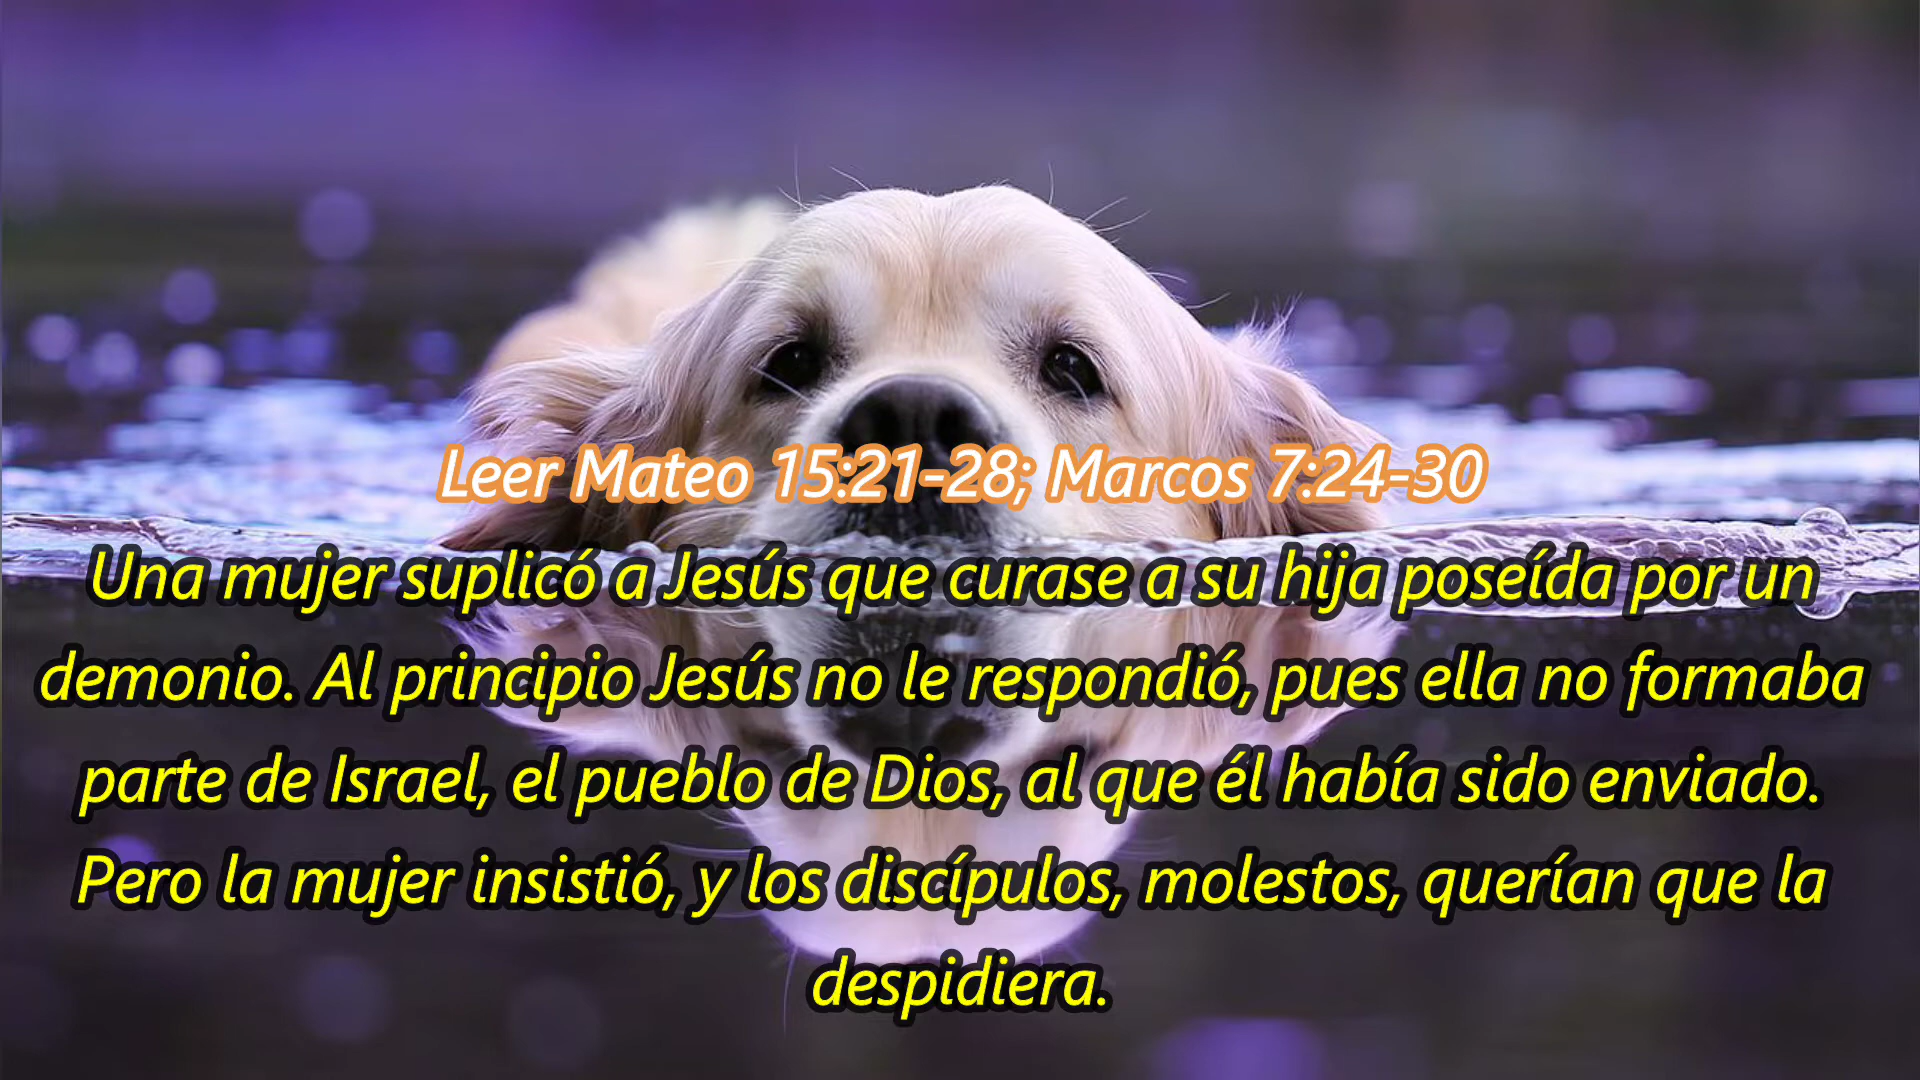 Leer Mateo 15:21-28; Marcos 7:24-30
Una mujer suplicó a Jesús que curase a su hija poseída por un
demonio. Al principio Jesús no le respondió, pues ella no formaba
parte de Israel, el pueblo de Dios, al que él había sido enviado.
Pero la mujer insistió, y los discípulos, molestos, querían que la
despidiera.